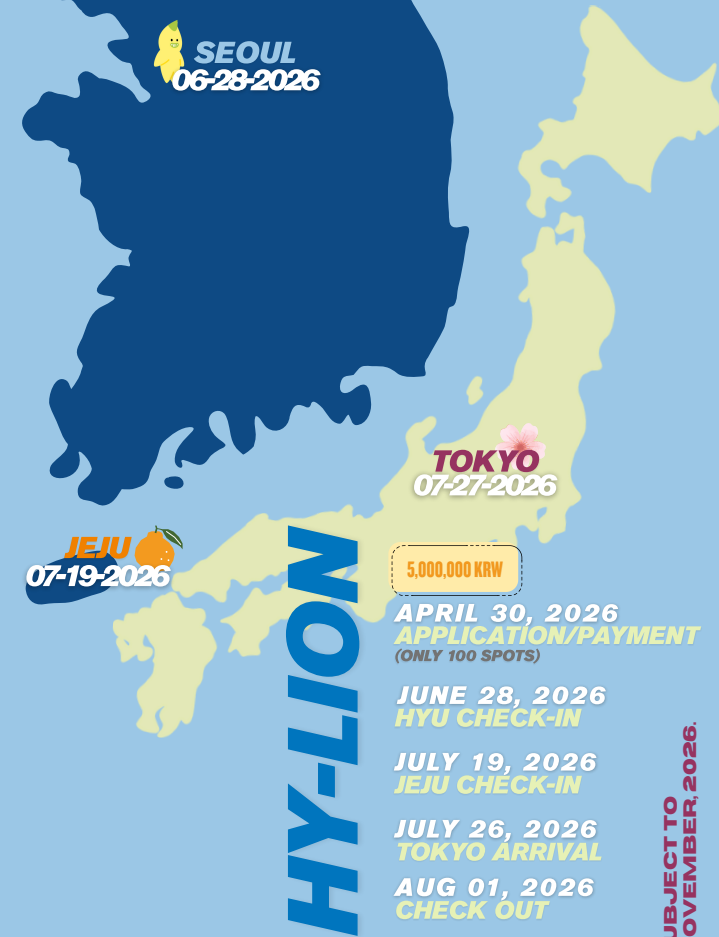 SEOUL
06-28-2026
TOKYO
07-27-2026
JEJU
07-19-2026
HY-LION
5,000,000 KRW
APRIL 30, 2026
APPLICATION/PAYMENT
(ONLY 100 SPOTS)
JUNE 28, 2026
HYU CHECK-IN
JULY 19, 2026
JEJU CHECK-IN
JULY 26, 2026
TOKYO ARRIVAL
AUG 01, 2026
CHECK OUT
UBJECT TO
OVEMBER, 2026.